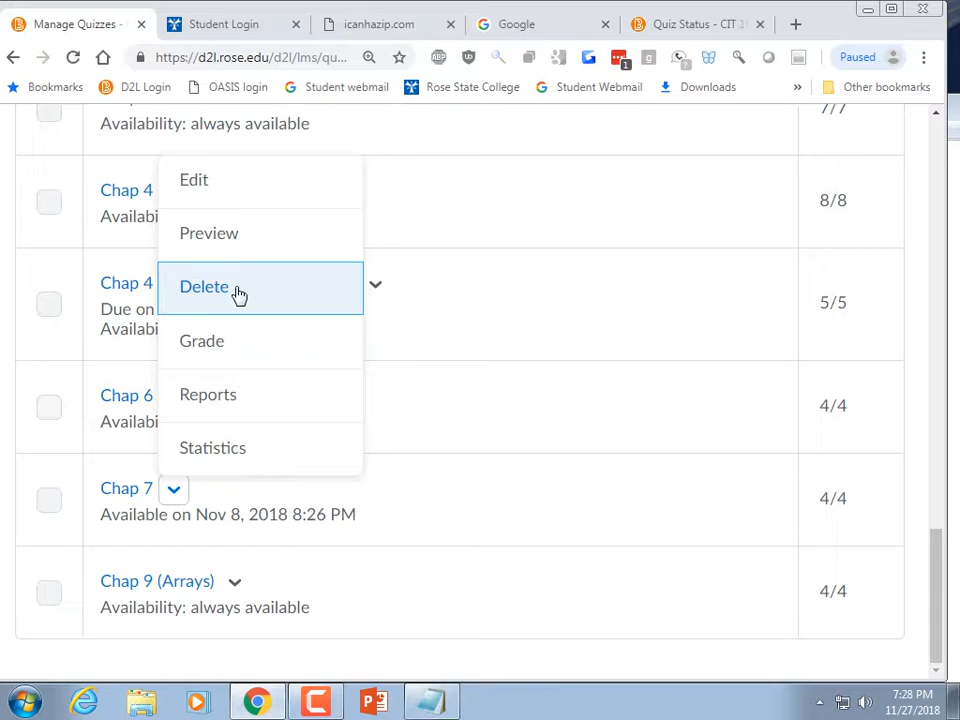 Manage Quizzes -
Student Login
icanhazip.com
Google
Quiz Status - CIT 1
https://d2l.rose.edu/d2l/lms/qu...
ABP
1
g
?
Paused
Bookmarks
D2L Login
OASIS login
Student webmail
Rose State College
Student Webmail
Downloads
»
Other bookmarks
7/7
Availability: always available
Edit
Chap 4
8/8
Availabi
Preview
Chap 4
Delete
5/5
Due on
Availabi
Grade
Chap 6
Reports
4/4
Availabi
Statistics
Chap 7
4/4
Available on Nov 8, 2018 8:26 PM
Chap 9 (Arrays)
4/4
Availability: always available
7:28 PM
11/27/2018